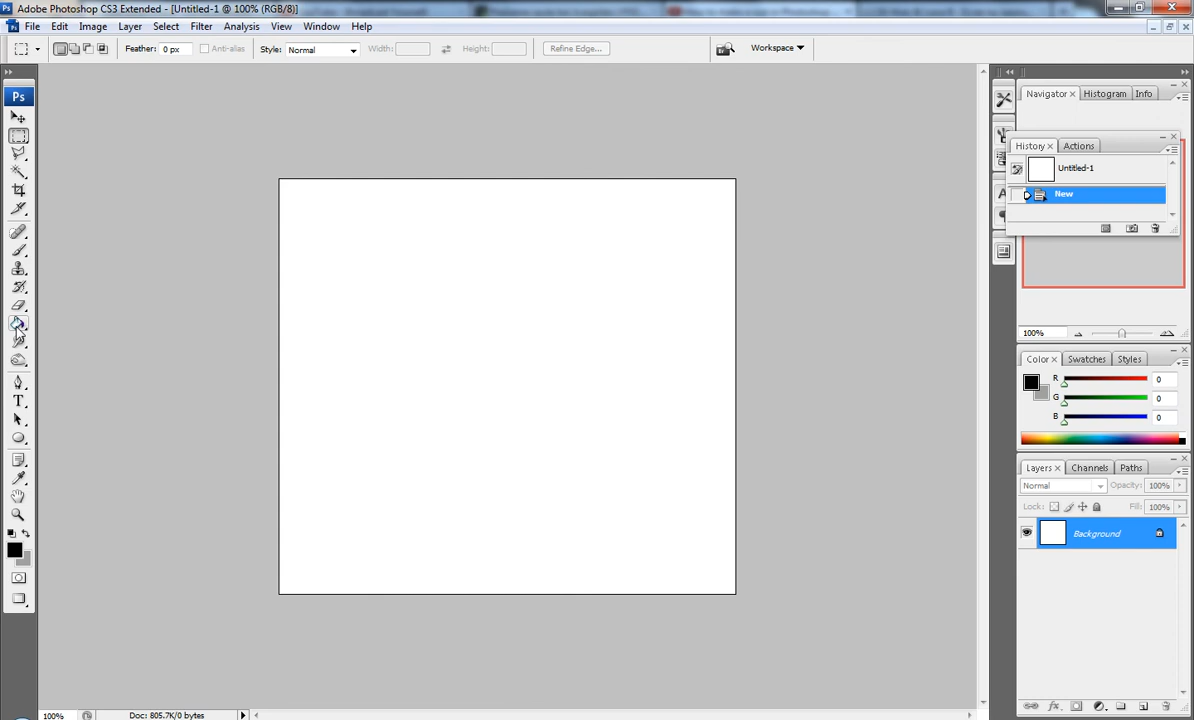 Ps Adobe Photoshop CS3 Extended - [Untitled-1 @ 100% (RGB/8)]
File Edit Image Layer Select Filter Analysis View Window Help
Feather: 0 px Anti-alias Style: Normal Width: Height: Refine Edge... Workspace
Ps
Navigator Histogram Info
History Actions
Untitled-1
New
100%
Color Swatches Styles
R 0
G 0
B 0
T
Layers Channels Paths
Normal Opacity: 100%
Lock: Fill: 100%
Background
100% Doc: 805.7K/0 bytes